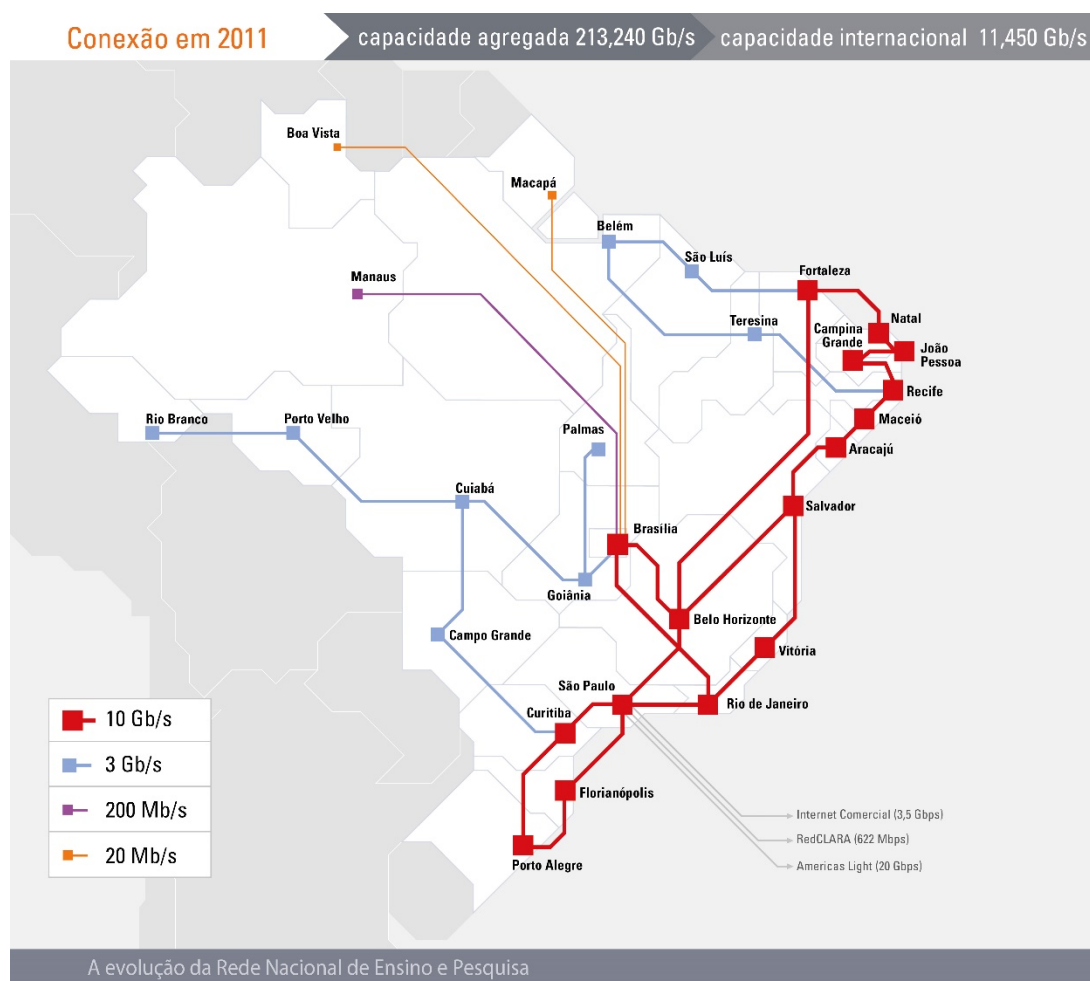 Conexão em 2011
capacidade agregada 213,240 Gb/s
capacidade internacional 11,450 Gb/s
Boa Vista
Macapá
Belém
São Luís
Fortaleza
Manaus
Teresina
Natal
Campina
Grande
João
Pessoa
Recife
Maceió
Rio Branco
Porto Velho
Palmas
Aracajú
Cuiabá
Salvador
Brasília
Goiânia
Belo Horizonte
Campo Grande
Vitória
São Paulo
Rio de Janeiro
Curitiba
Florianópolis
Porto Alegre
10 Gb/s
3 Gb/s
200 Mb/s
20 Mb/s
Internet Comercial (3,5 Gbps)
RedCLARA (622 Mbps)
Americas Light (20 Gbps)
A evolução da Rede Nacional de Ensino e Pesquisa